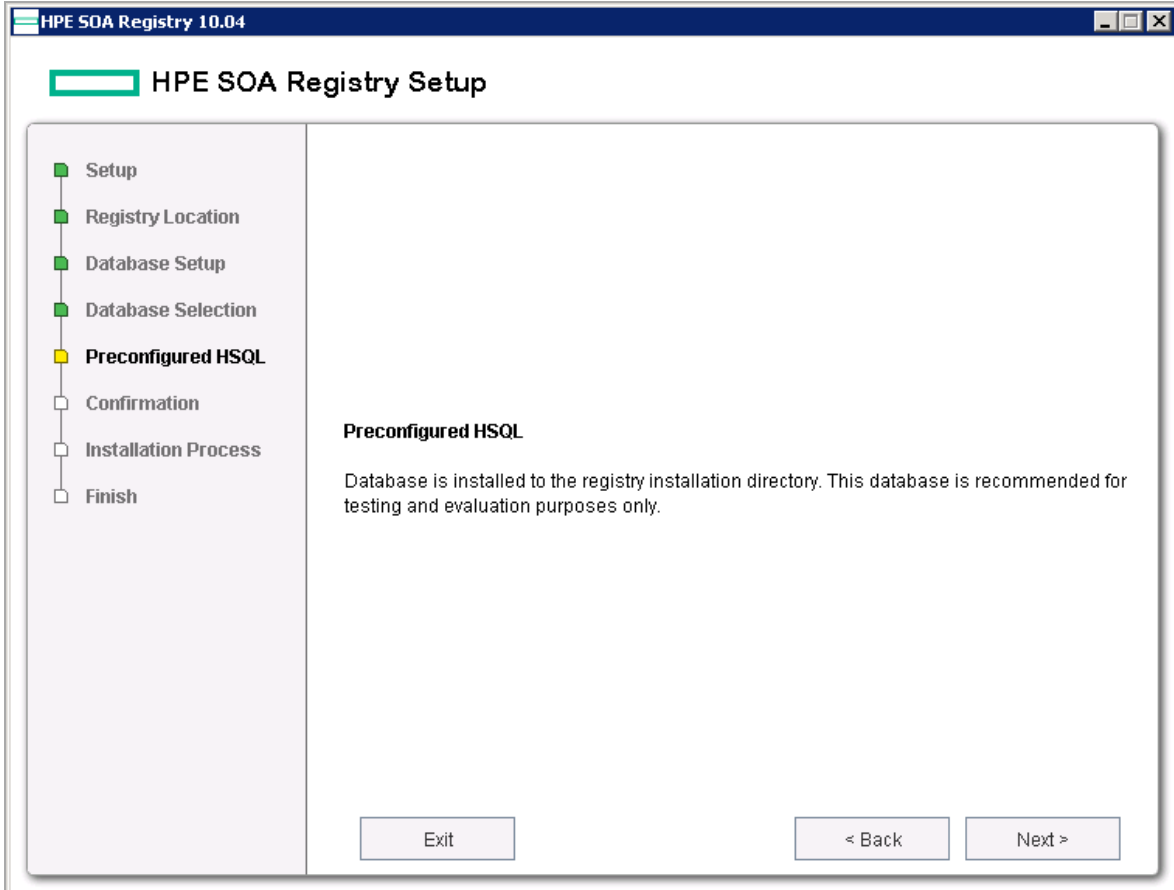 HPE SOA Registry 10.04
HPE SOA Registry Setup
Setup
Registry Location
Database Setup
Database Selection
Preconfigured HSQL
Confirmation
Installation Process
Finish
Preconfigured HSQL
Database is installed to the registry installation directory. This database is recommended for
testing and evaluation purposes only.
Exit
< Back
Next >